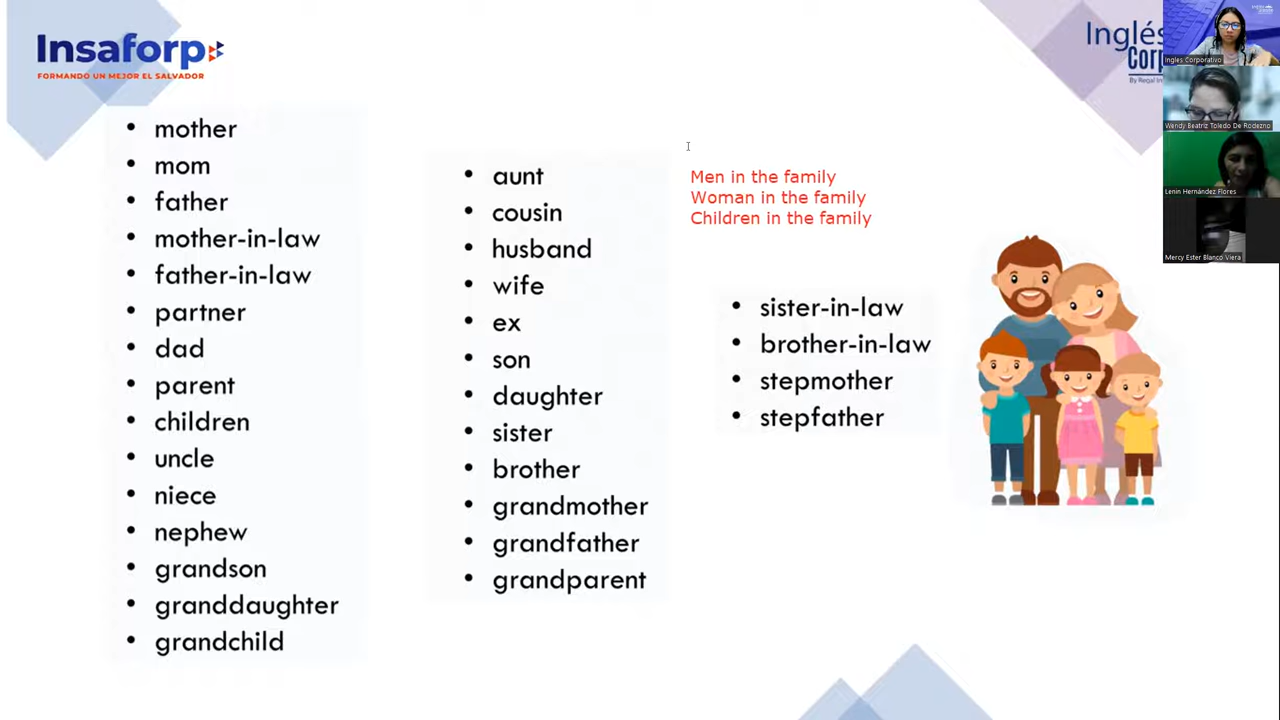 Insaforp
FORMANDO UN MEJOR EL SALVADOR
Inglés
Corp
By Regal In
• mother
• mom
• father
• mother-in-law
• father-in-law
• partner
• dad
• parent
• children
• uncle
• niece
• nephew
• grandson
• granddaughter
• grandchild
• aunt
• cousin
• husband
• wife
• ex
• son
• daughter
• sister
• brother
• grandmother
• grandfather
• grandparent
Men in the family
Woman in the family
Children in the family
• sister-in-law
• brother-in-law
• stepmother
• stepfather
Ingles Corporativo
Wendy Beatriz Toledo De Rodezno
Lenin Hernández Flores
Mercy Ester Blanco Viera